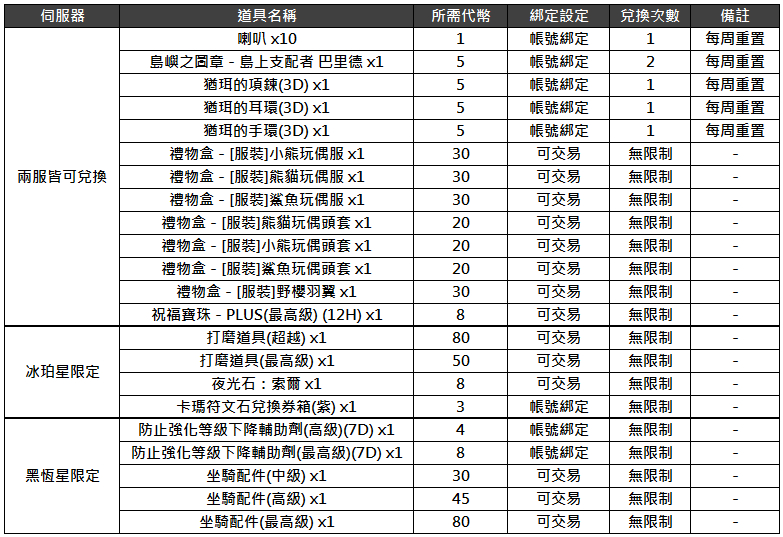 伺服器 道具名稱 所需代幣 綁定設定 兌換次數 備註
兩服皆可兌換
喇叭 x10 1 帳號綁定 1 每周重置
島嶼之圖章 - 島上支配者 巴里德 x1 5 帳號綁定 2 每周重置
猶珥的項鍊(3D) x1 5 帳號綁定 1 每周重置
猶珥的耳環(3D) x1 5 帳號綁定 1 每周重置
猶珥的手環(3D) x1 5 帳號綁定 1 每周重置
禮物盒 - [服裝]小熊玩偶服 x1 30 可交易 無限制 -
禮物盒 - [服裝]熊貓玩偶服 x1 30 可交易 無限制 -
禮物盒 - [服裝]鯊魚玩偶服 x1 30 可交易 無限制 -
禮物盒 - [服裝]熊貓玩偶頭套 x1 20 可交易 無限制 -
禮物盒 - [服裝]小熊玩偶頭套 x1 20 可交易 無限制 -
禮物盒 - [服裝]鯊魚玩偶頭套 x1 20 可交易 無限制 -
禮物盒 - [服裝]野櫻羽翼 x1 30 可交易 無限制 -
祝福寶珠 - PLUS(最高級) (12H) x1 8 可交易 無限制 -
冰珀星限定
打磨道具(超越) x1 80 可交易 無限制 -
打磨道具(最高級) x1 50 可交易 無限制 -
夜光石：索爾 x1 8 可交易 無限制 -
卡瑪符文石兌換券箱(紫) x1 3 帳號綁定 無限制 -
黑恆星限定
防止強化等級下降輔助劑(高級)(7D) x1 4 帳號綁定 無限制 -
防止強化等級下降輔助劑(最高級)(7D) x1 8 帳號綁定 無限制 -
坐騎配件(中級) x1 30 可交易 無限制 -
坐騎配件(高級) x1 45 可交易 無限制 -
坐騎配件(最高級) x1 80 可交易 無限制 -